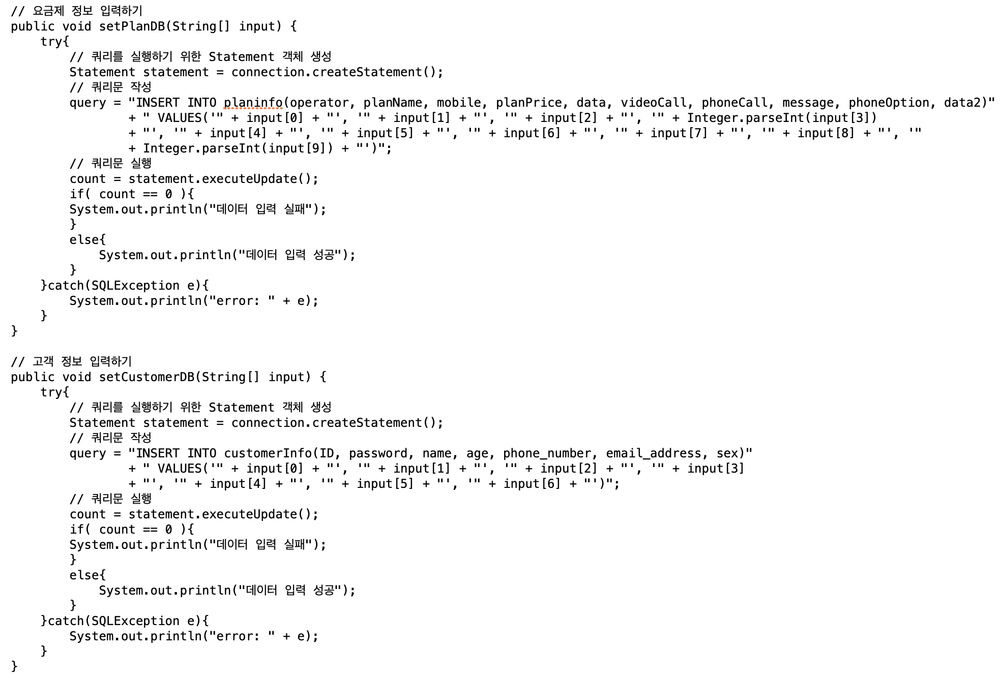 // 요금제 정보 입력하기
public void setPlanDB(String[] input) {
    try{
        // 쿼리를 실행하기 위한 Statement 객체 생성
        Statement statement = connection.createStatement();
        // 쿼리문 작성
        query = "INSERT INTO planinfo(operator, planName, mobile, planPrice, data, videoCall, phoneCall, message, phoneOption, data2)"
                + " VALUES('" + input[0] + "', '" + input[1] + "', '" + input[2] + "', '" + Integer.parseInt(input[3])
                + "', '" + input[4] + "', '" + input[5] + "', '" + input[6] + "', '" + input[7] + "', '" + input[8] + "', '"
                + Integer.parseInt(input[9]) + "')";
        // 쿼리문 실행
        count = statement.executeUpdate();
        if( count == 0 ){
        System.out.println("데이터 입력 실패");
        }
        else{
            System.out.println("데이터 입력 성공");
        }
    }catch(SQLException e){
        System.out.println("error: " + e);
    }
}

// 고객 정보 입력하기
public void setCustomerDB(String[] input) {
    try{
        // 쿼리를 실행하기 위한 Statement 객체 생성
        Statement statement = connection.createStatement();
        // 쿼리문 작성
        query = "INSERT INTO customerInfo(ID, password, name, age, phone_number, email_address, sex)"
                + " VALUES('" + input[0] + "', '" + input[1] + "', '" + input[2] + "', '" + input[3]
                + "', '" + input[4] + "', '" + input[5] + "', '" + input[6] + "')";
        // 쿼리문 실행
        count = statement.executeUpdate();
        if( count == 0 ){
        System.out.println("데이터 입력 실패");
        }
        else{
            System.out.println("데이터 입력 성공");
        }
    }catch(SQLException e){
        System.out.println("error: " + e);
    }
}